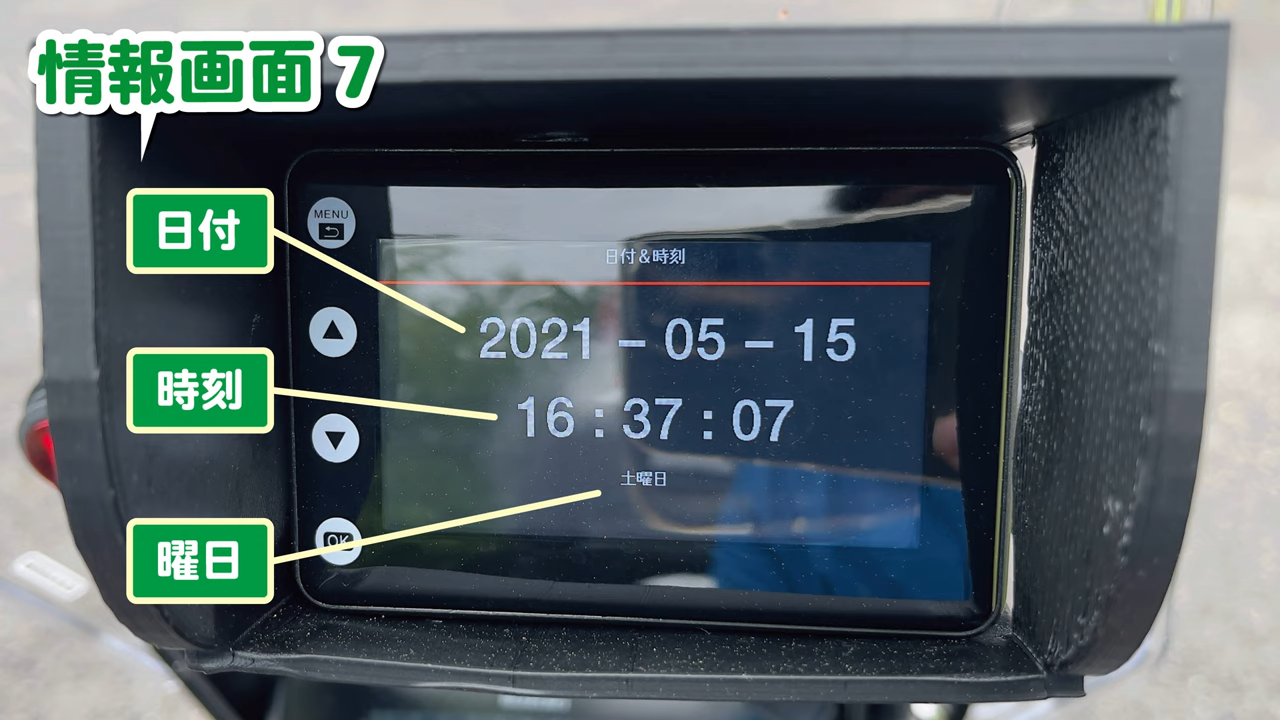 情報画面 7
日付
時刻
曜日
MENU
OK
日付&時刻
2021 – 05 – 15
16 : 37 : 07
土曜日